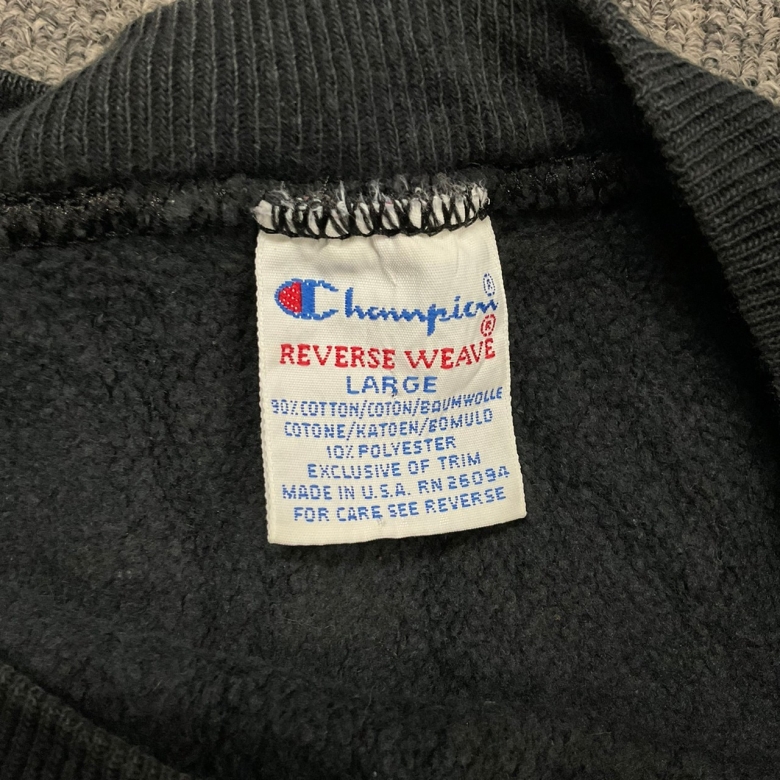 Champion®
REVERSE WEAVE®
LARGE
90% COTTON/COTON/BAUMWOLLE
COTONE/KATOEN/BOMULD
10% POLYESTER
EXCLUSIVE OF TRIM
MADE IN U.S.A. RN 26094
FOR CARE SEE REVERSE